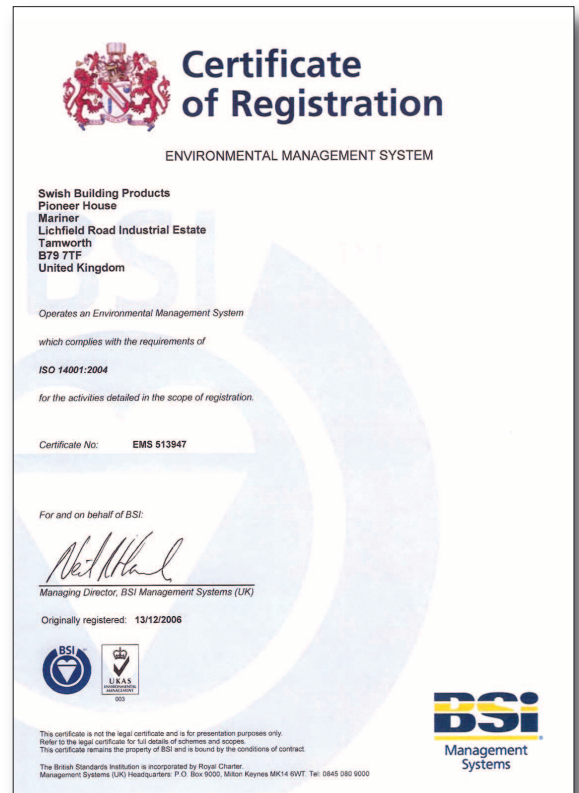 Certificate
of Registration
ENVIRONMENTAL MANAGEMENT SYSTEM
Swish Building Products
Pioneer House
Mariner
Lichfield Road Industrial Estate
Tamworth
B79 7TF
United Kingdom
BSI
Operates an Environmental Management System
which complies with the requirements of
ISO 14001:2004
for the activities detailed in the scope of registration.
Certificate No: EMS 513947
For and on behalf of BSI:
Managing Director, BSI Management Systems (UK)
Originally registered: 13/12/2006
BSI
UKAS
ENVIRONMENTAL
MANAGEMENT
003
This certificate is not the legal certificate and is for presentation purposes only.
Refer to the legal certificate for full details of schemes and scopes.
This certificate remains the property of BSI and is bound by the conditions of contract.
The British Standards Institution is incorporated by Royal Charter.
Management Systems (UK) Headquarters: P.O. Box 9000, Milton Keynes MK14 6WT. Tel: 0845 080 9000
BSi
Management
Systems